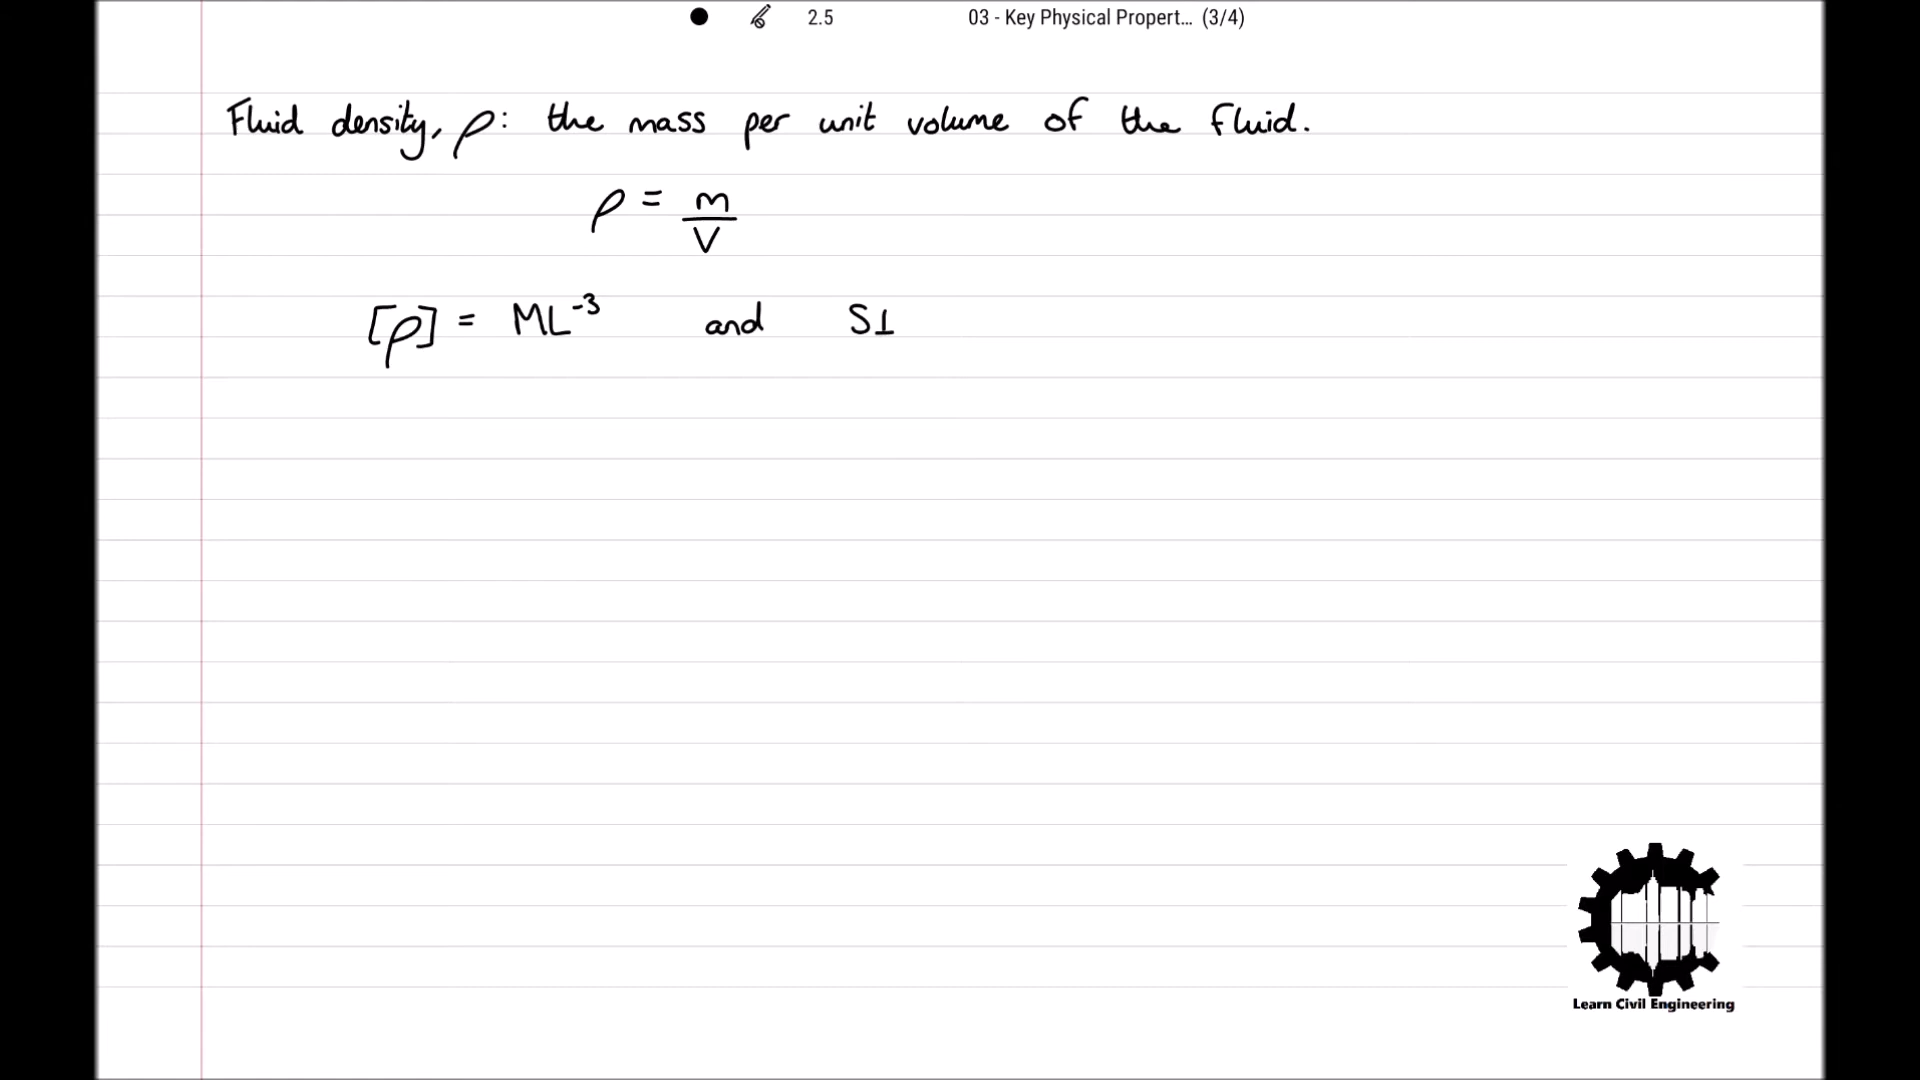 2.5 03 - Key Physical Propert... (3/4)
Fluid density, ρ: the mass per unit volume of the fluid.
ρ = m/V
[ρ] = ML⁻³ and SI
Learn Civil Engineering